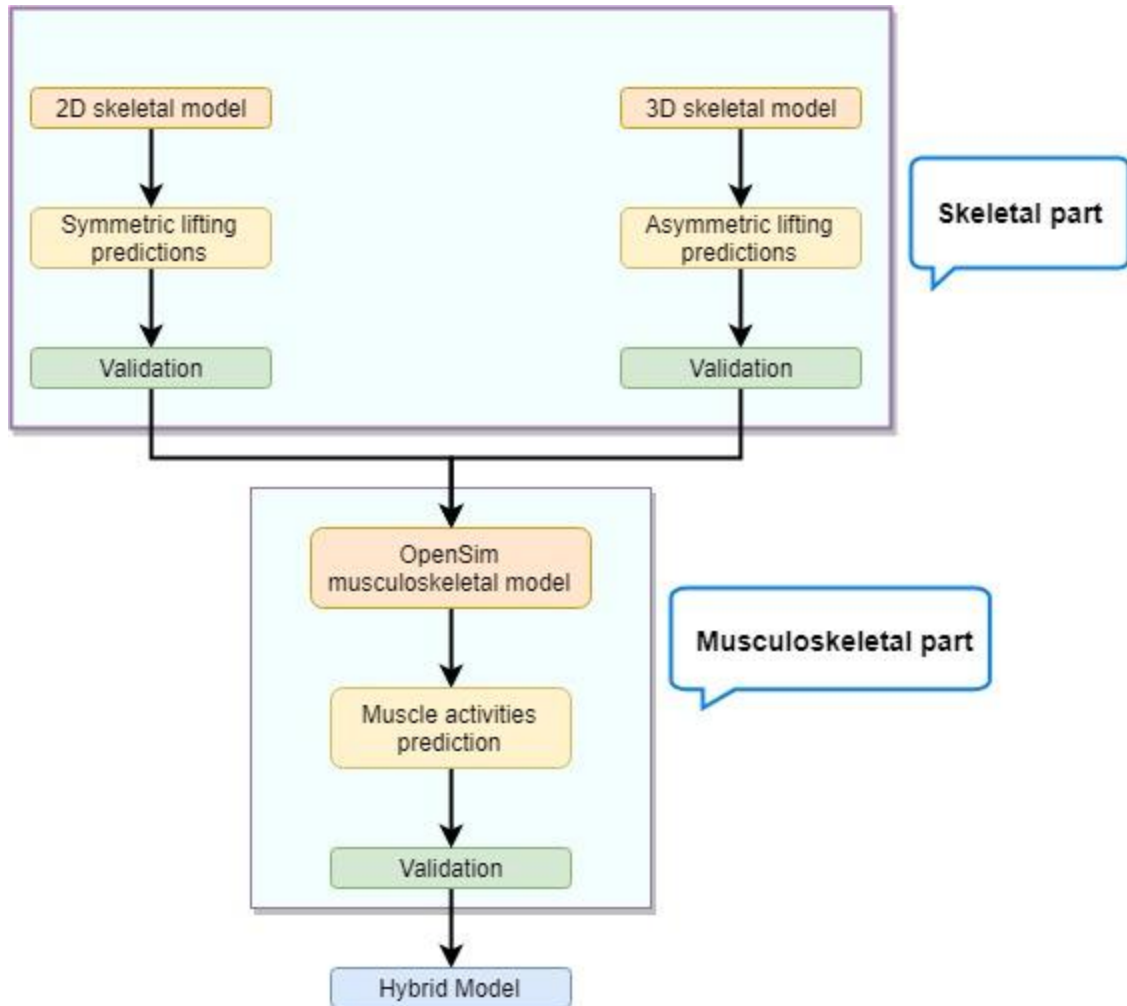 2D skeletal model
3D skeletal model
Symmetric lifting
predictions
Asymmetric lifting
predictions
Skeletal part
Validation
Validation
OpenSim
musculoskeletal model
Musculoskeletal part
Muscle activities
prediction
Validation
Hybrid Model